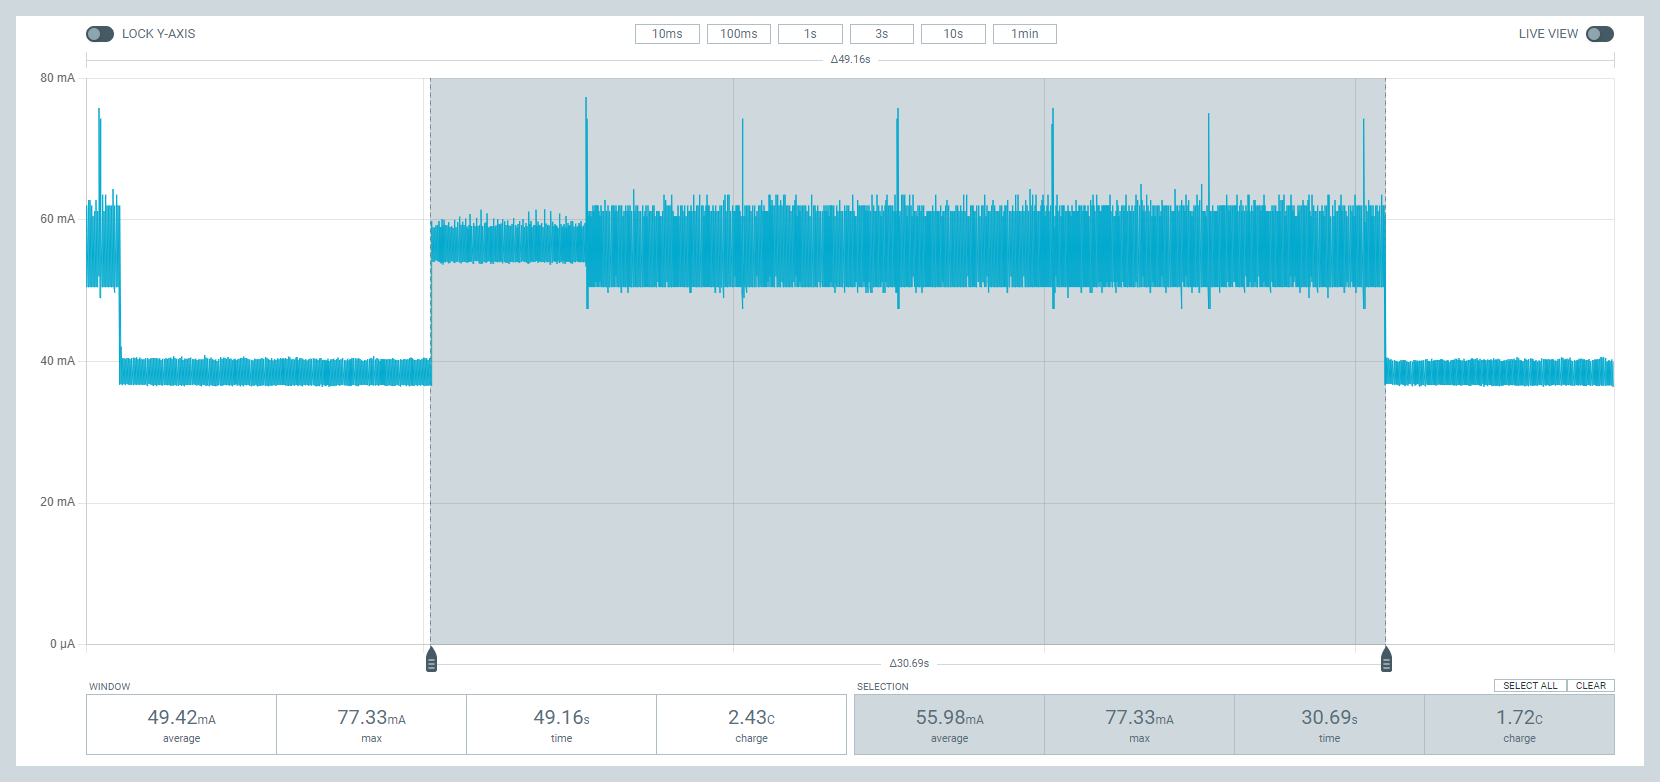 LOCK Y-AXIS
10ms 100ms 1s 3s 10s 1min
LIVE VIEW
Δ49.16s
80 mA
60 mA
40 mA
20 mA
0 µA
Δ30.69s
WINDOW
49.42mA average
77.33mA max
49.16s time
2.43C charge
SELECTION
SELECT ALL CLEAR
55.98mA average
77.33mA max
30.69s time
1.72C charge